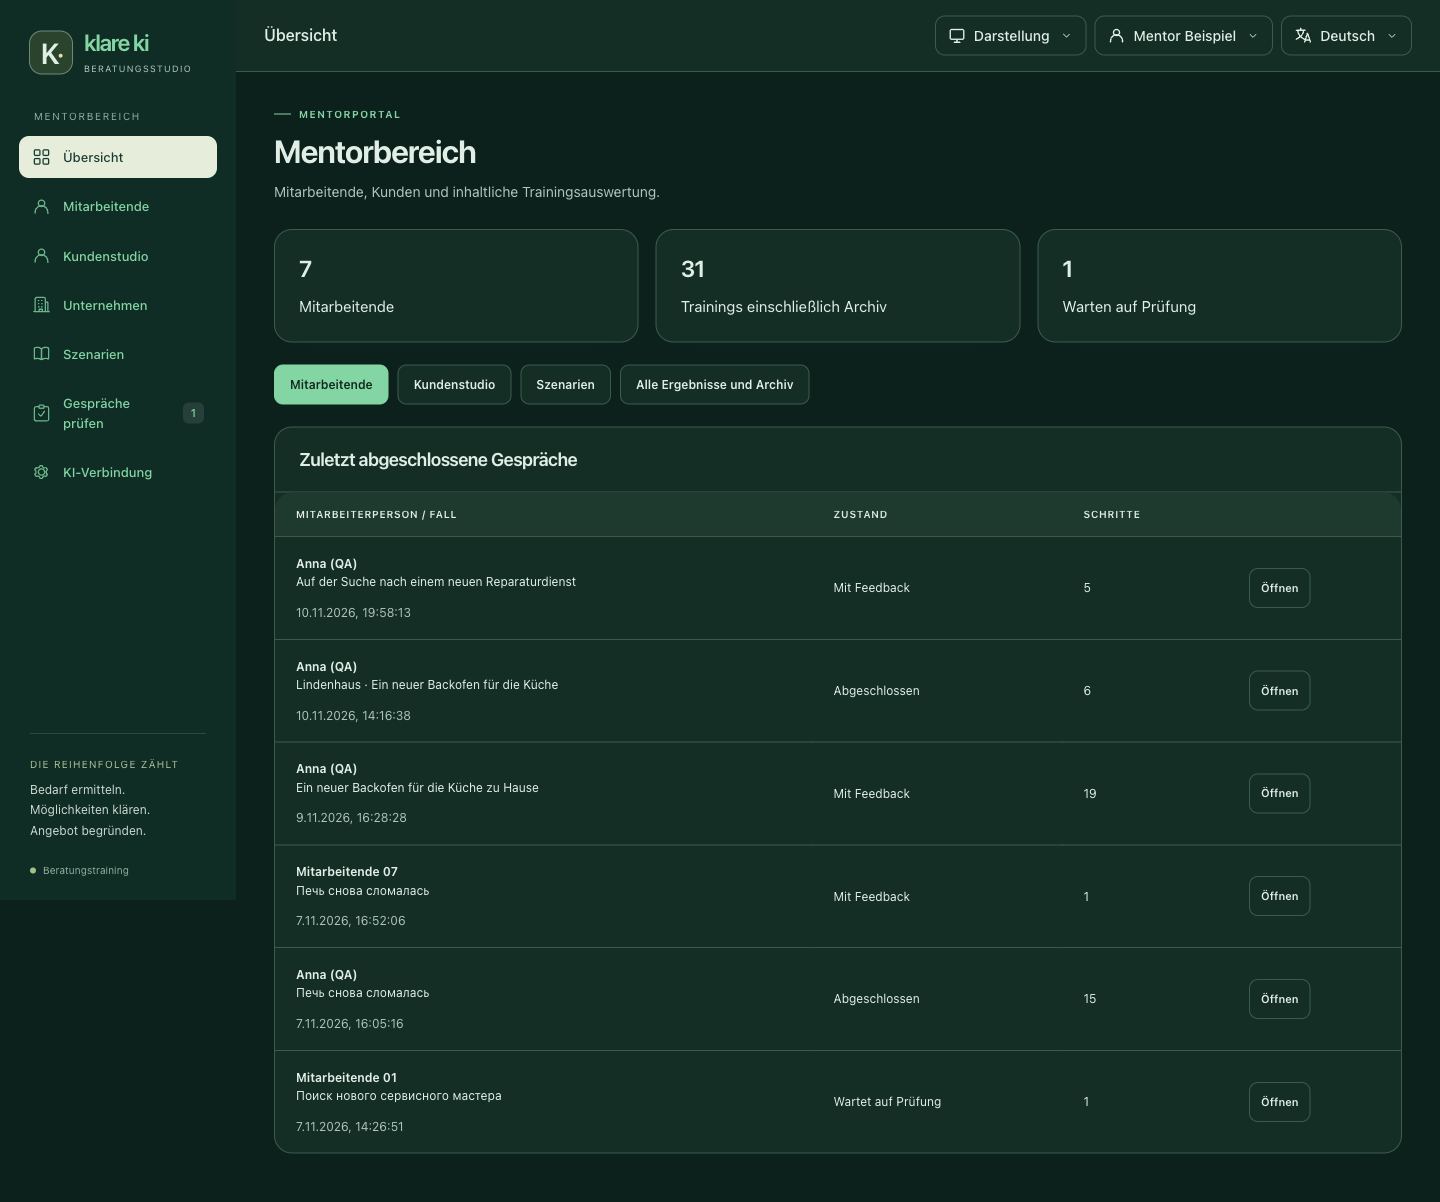 K
klare ki
BERATUNGSSTUDIO
MENTORBEREICH
Übersicht
Mitarbeitende
Kundenstudio
Unternehmen
Szenarien
Gespräche
prüfen
1
KI-Verbindung
DIE REIHENFOLGE ZÄHLT
Bedarf ermitteln.
Möglichkeiten klären.
Angebot begründen.
Beratungstraining
Übersicht
Darstellung
Mentor Beispiel
Deutsch
MENTORPORTAL
Mentorbereich
Mitarbeitende, Kunden und inhaltliche Trainingsauswertung.
7
Mitarbeitende
31
Trainings einschließlich Archiv
1
Warten auf Prüfung
Mitarbeitende
Kundenstudio
Szenarien
Alle Ergebnisse und Archiv
Zuletzt abgeschlossene Gespräche
MITARBEITERPERSON / FALL ZUSTAND SCHRITTE
Anna (QA)
Auf der Suche nach einem neuen Reparaturdienst
10.11.2026, 19:58:13
Mit Feedback
5
Öffnen
Anna (QA)
Lindenhaus · Ein neuer Backofen für die Küche
10.11.2026, 14:16:38
Abgeschlossen
6
Öffnen
Anna (QA)
Ein neuer Backofen für die Küche zu Hause
9.11.2026, 16:28:28
Mit Feedback
19
Öffnen
Mitarbeitende 07
Печь снова сломалась
7.11.2026, 16:52:06
Mit Feedback
1
Öffnen
Anna (QA)
Печь снова сломалась
7.11.2026, 16:05:16
Abgeschlossen
15
Öffnen
Mitarbeitende 01
Поиск нового сервисного мастера
7.11.2026, 14:26:51
Wartet auf Prüfung
1
Öffnen